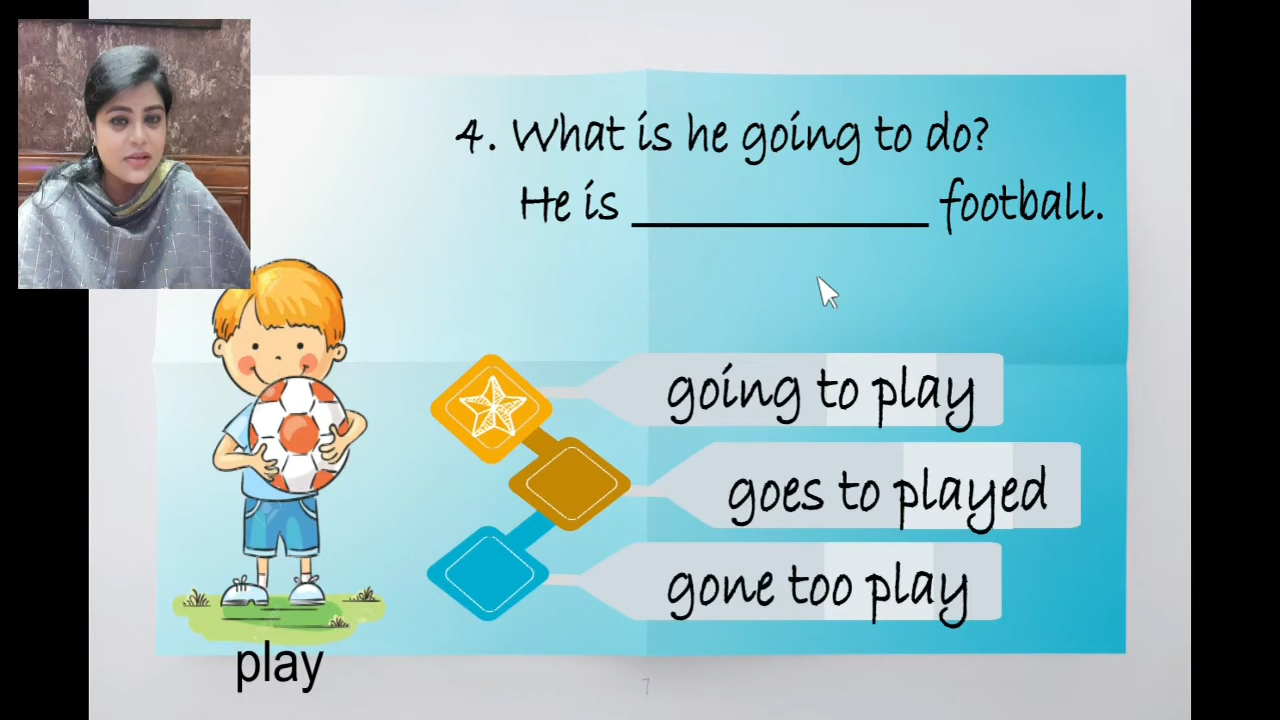 4. What is he going to do?
He is ____________ football.
going to play
goes to played
gone too play
play
7